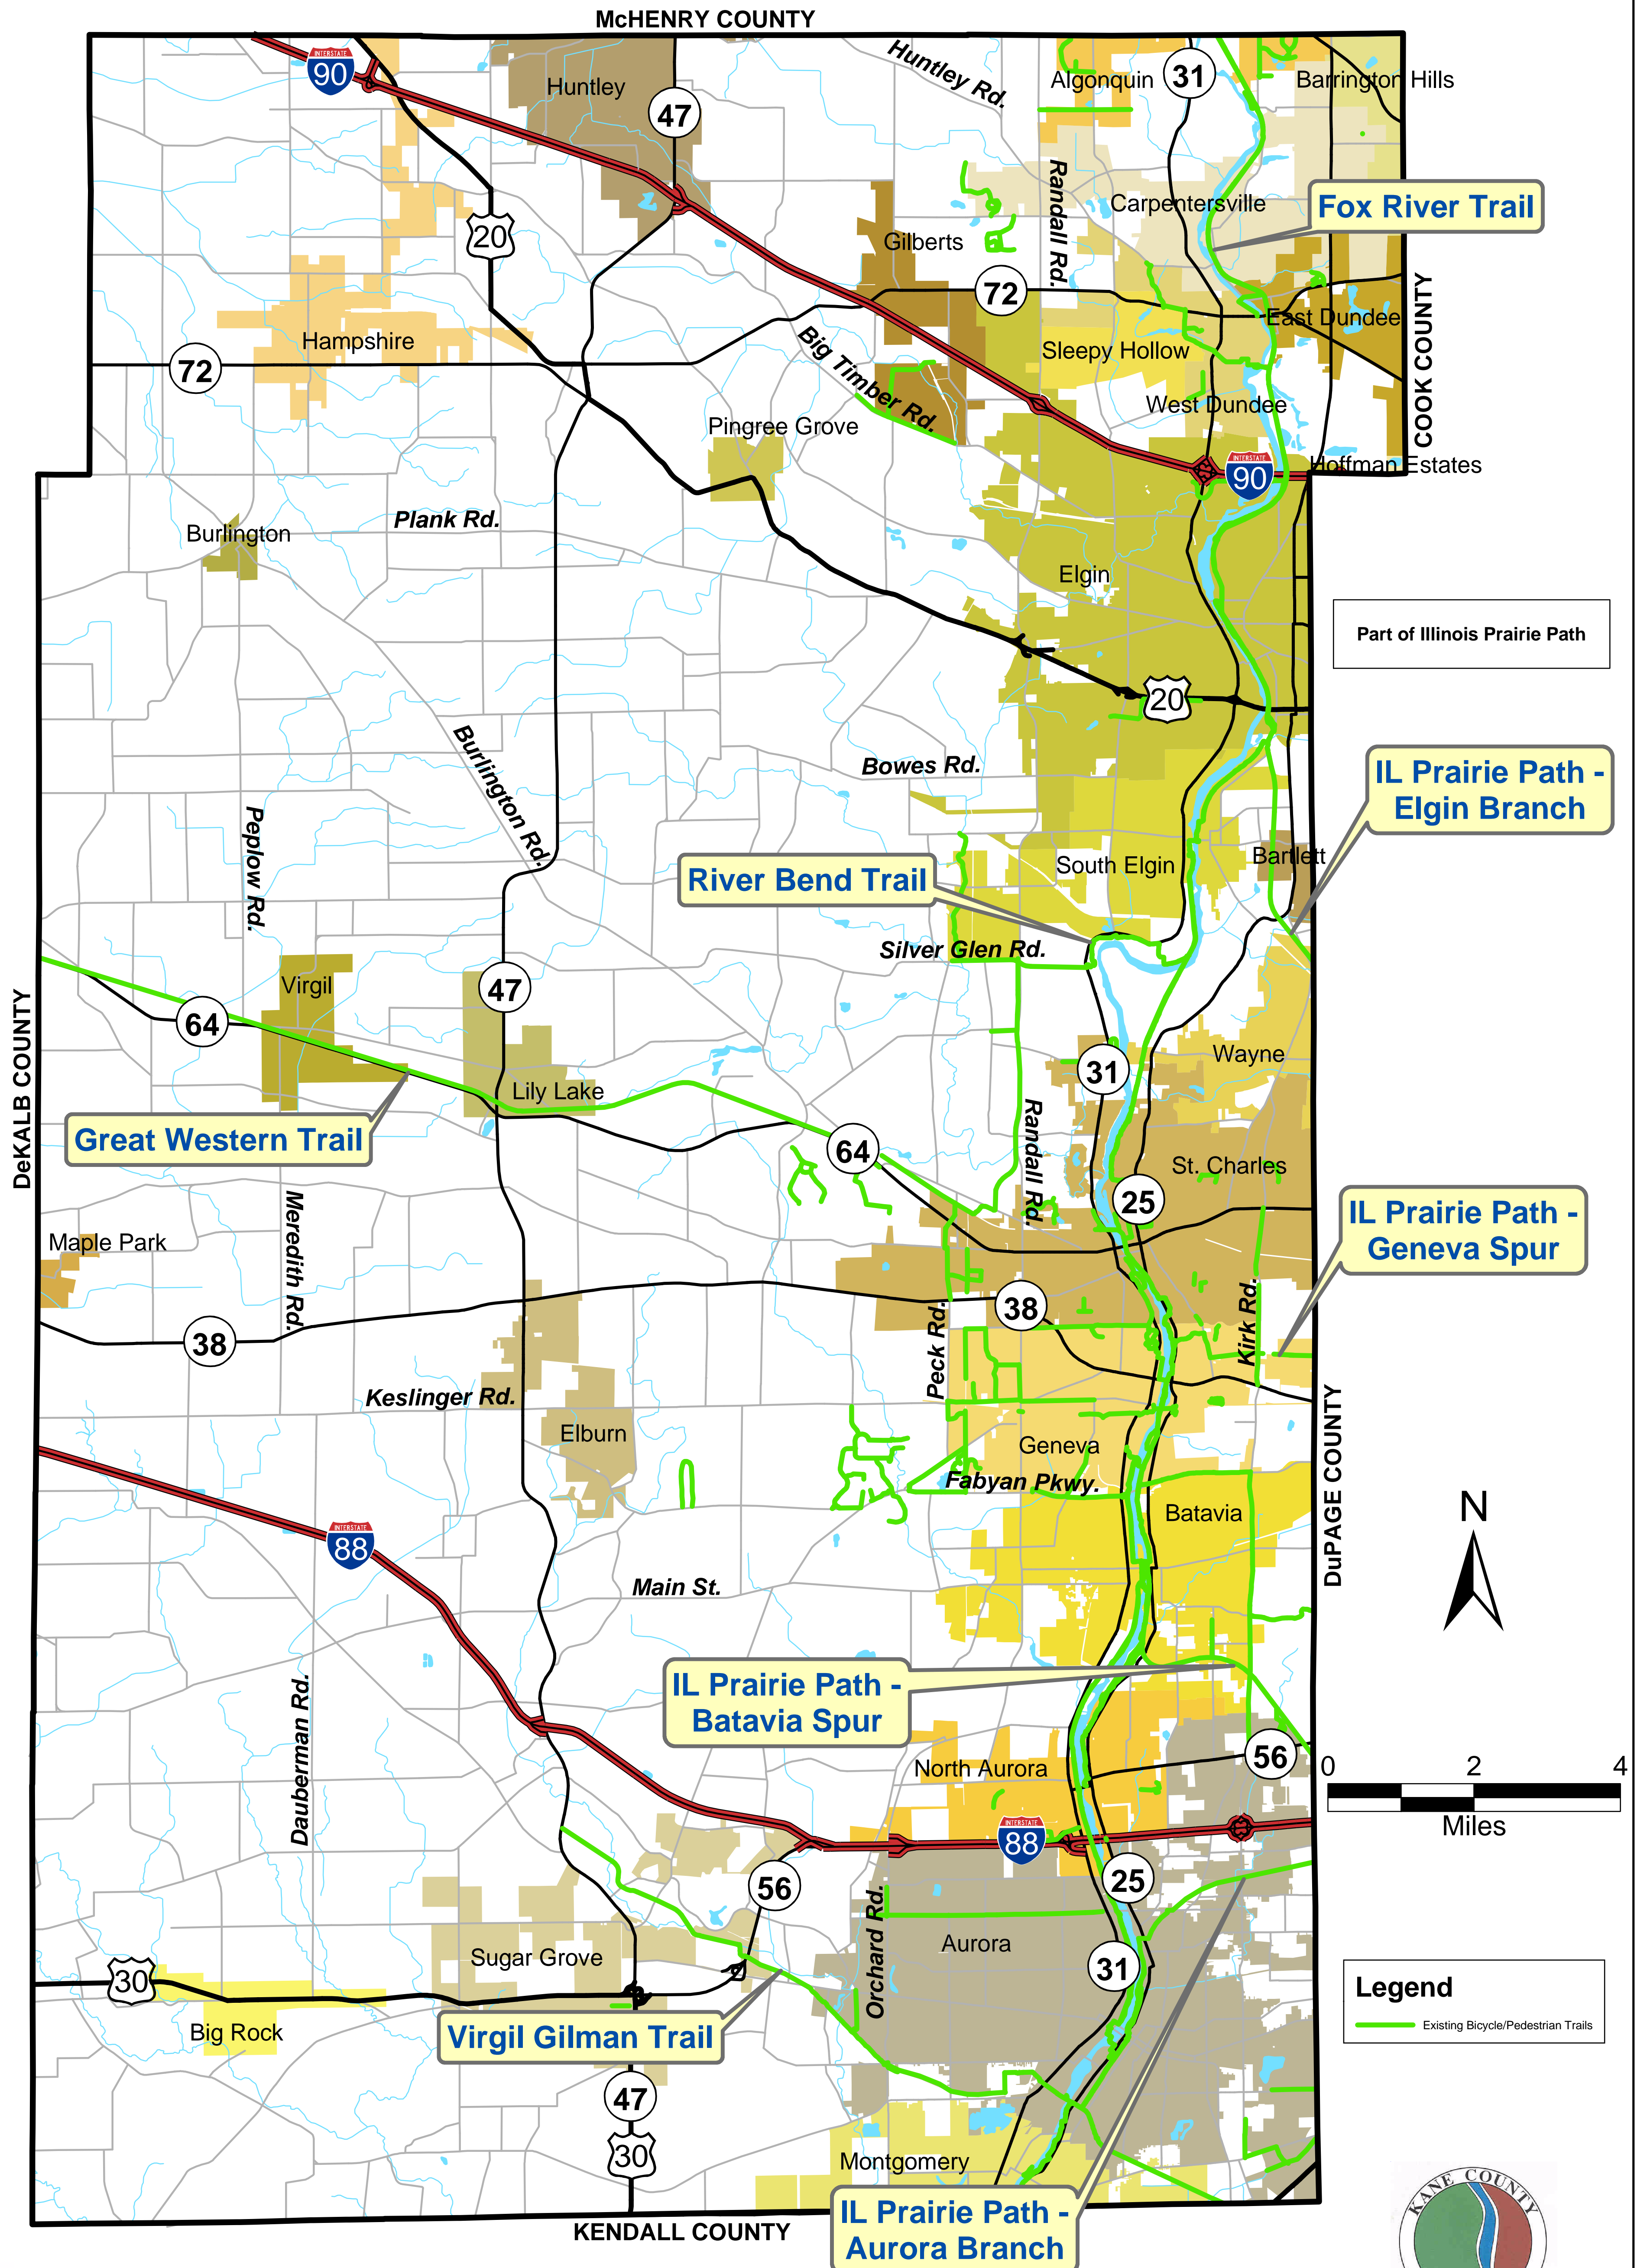 McHENRY COUNTY
INTERSTATE
90
Huntley
47
Huntley Rd.
Algonquin
31
Barrington Hills
20
Randall Rd.
Carpentersville
Fox River Trail
Gilberts
72
COOK COUNTY
East Dundee
Hampshire
72
Big Timber Rd.
Sleepy Hollow
West Dundee
Pingree Grove
INTERSTATE
90
Hoffman Estates
Burlington
Plank Rd.
Elgin
Part of Illinois Prairie Path
20
Burlington Rd.
Bowes Rd.
IL Prairie Path -
Elgin Branch
Peplow Rd.
River Bend Trail
South Elgin
Bartlett
Silver Glen Rd.
DeKALB COUNTY
Virgil
47
64
Wayne
31
Lily Lake
Great Western Trail
64
Randall Rd.
St. Charles
25
IL Prairie Path -
Geneva Spur
Maple Park
Meredith Rd.
38
38
Peck Rd.
Kirk Rd.
Keslinger Rd.
Elburn
Geneva
Fabyan Pkwy.
DuPAGE COUNTY
Batavia
N
INTERSTATE
88
Main St.
Dauberman Rd.
IL Prairie Path -
Batavia Spur
North Aurora
56
0 2 4
Miles
INTERSTATE
88
56
25
Orchard Rd.
Aurora
Sugar Grove
31
30
Big Rock
Virgil Gilman Trail
Legend
Existing Bicycle/Pedestrian Trails
47
30
Montgomery
IL Prairie Path -
Aurora Branch
KENDALL COUNTY
KANE COUNTY